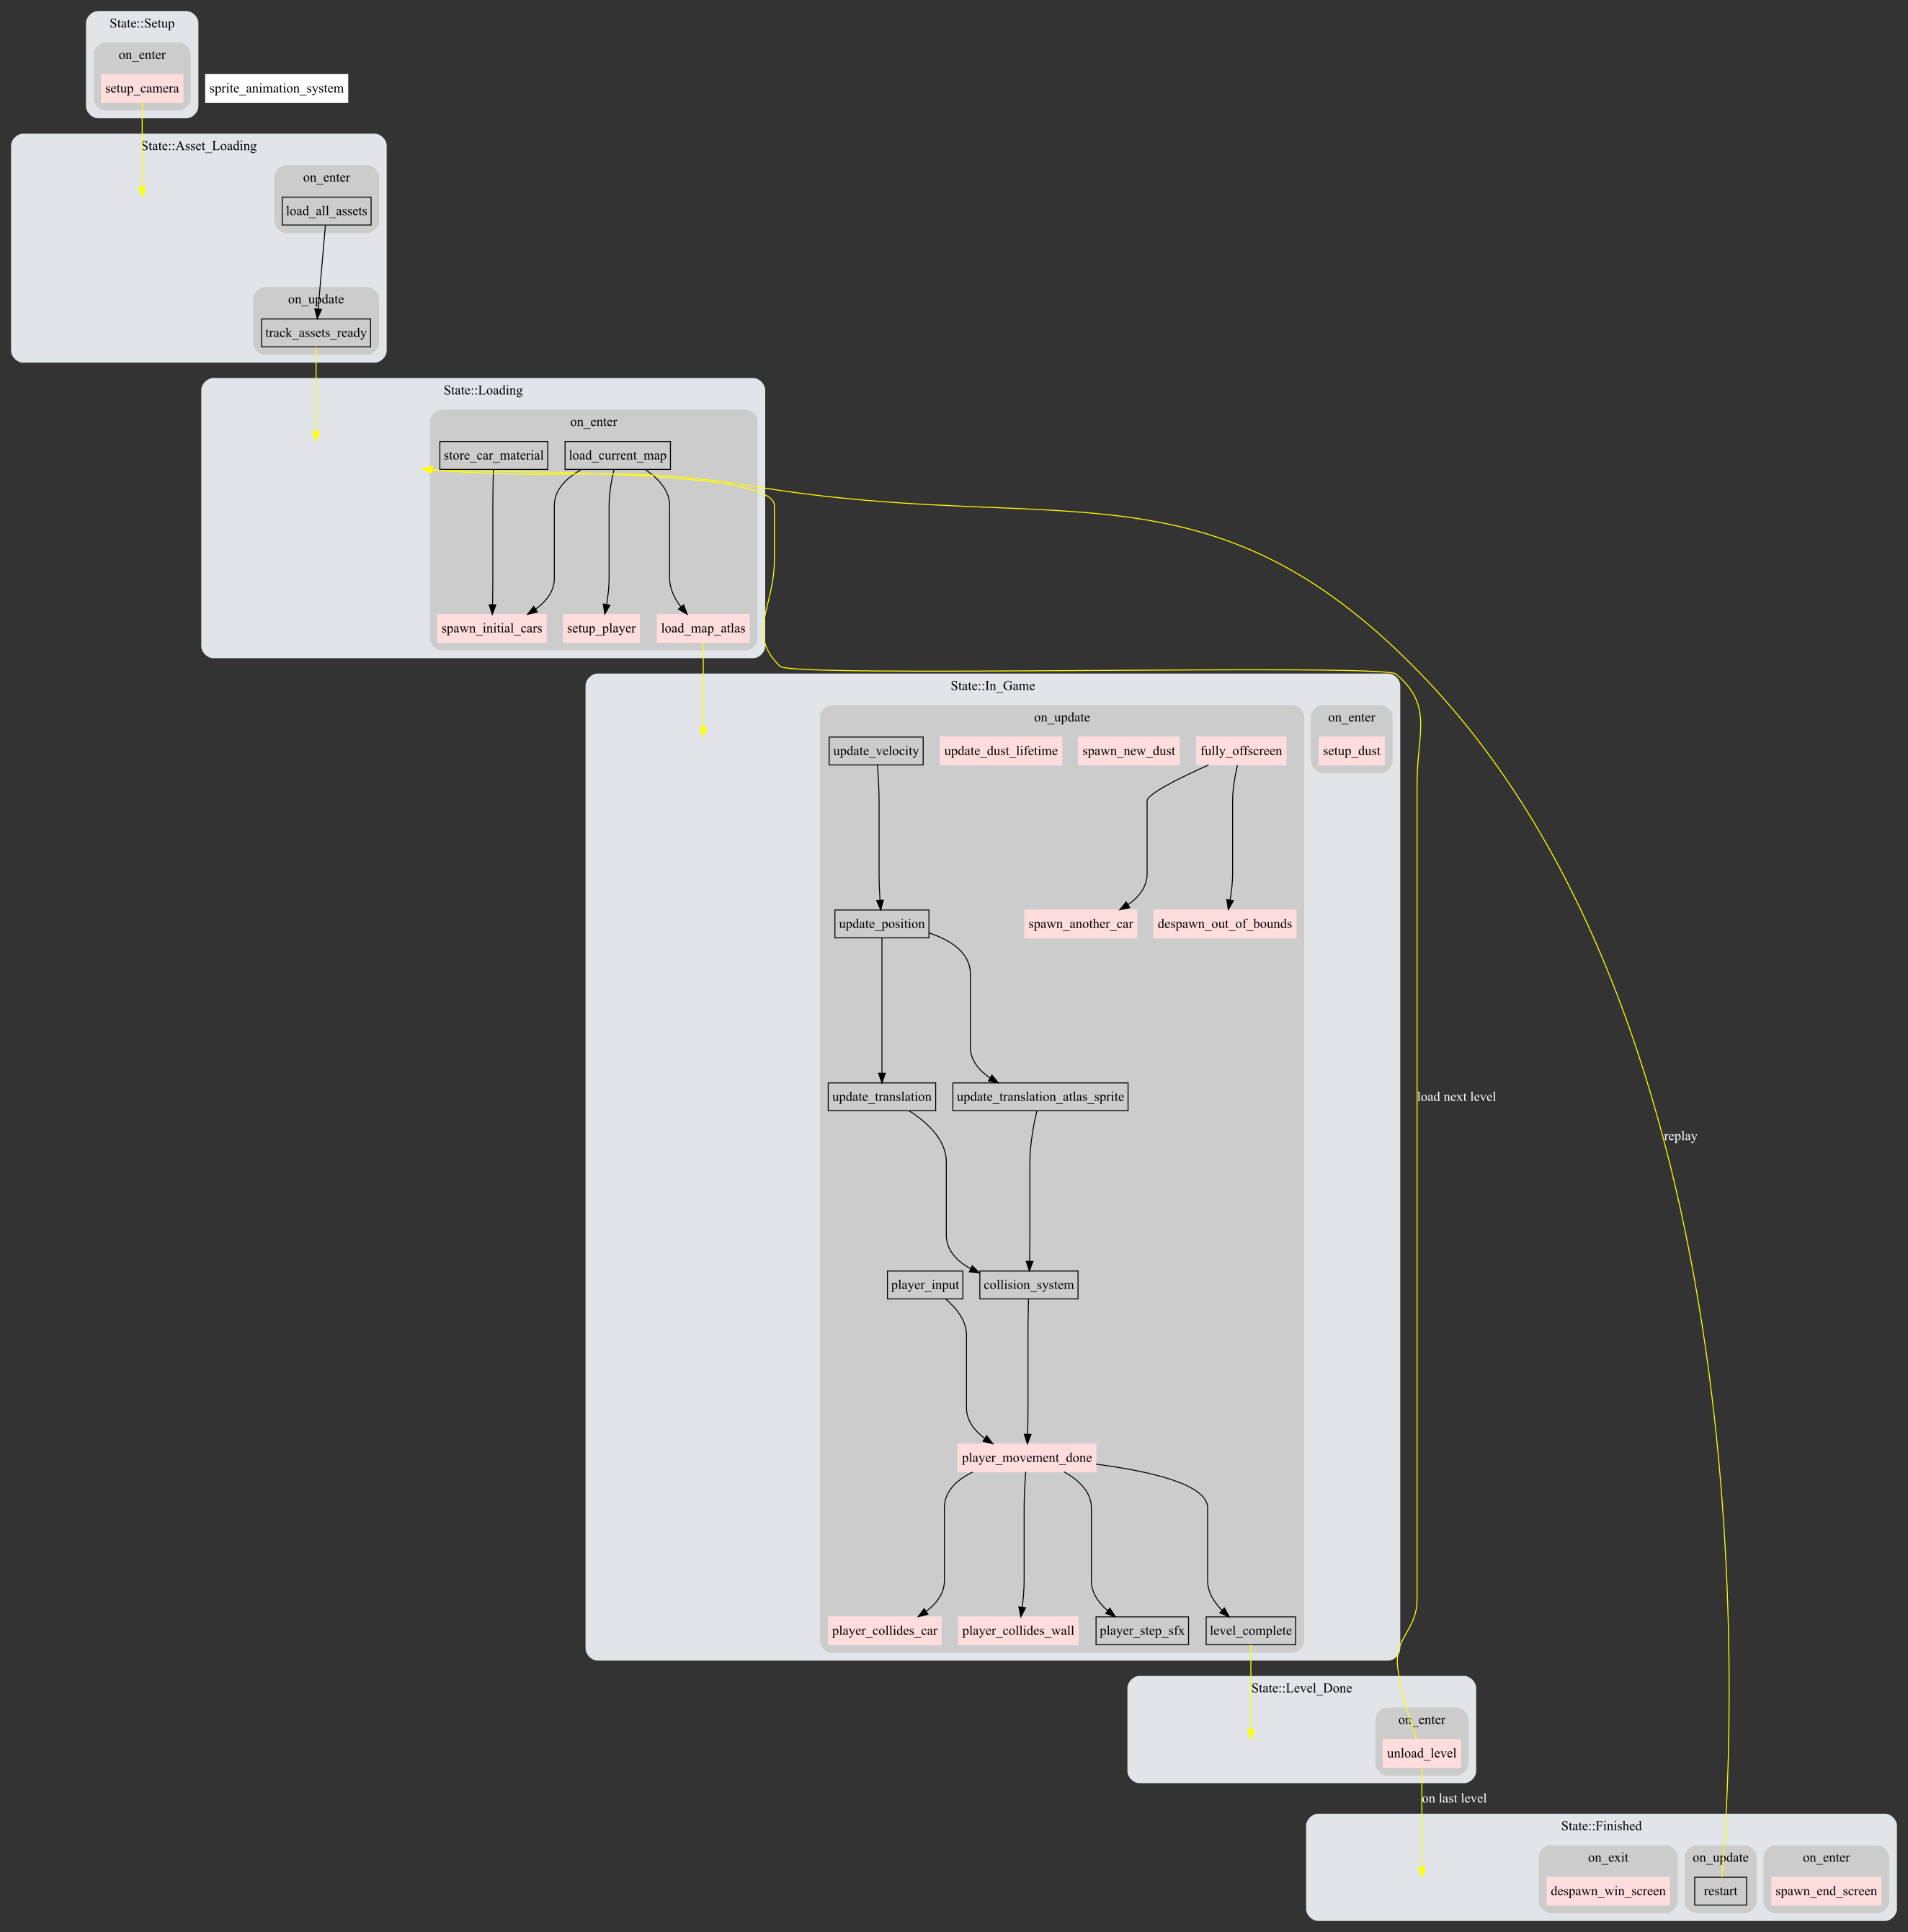 State::Setup
on_enter
setup_camera
sprite_animation_system
State::Asset_Loading
on_enter
load_all_assets
on_update
track_assets_ready
State::Loading
on_enter
store_car_material
load_current_map
spawn_initial_cars
setup_player
load_map_atlas
State::In_Game
on_update
on_enter
update_velocity
update_dust_lifetime
spawn_new_dust
fully_offscreen
setup_dust
update_position
spawn_another_car
despawn_out_of_bounds
update_translation
update_translation_atlas_sprite
load next level
replay
player_input
collision_system
player_movement_done
player_collides_car
player_collides_wall
player_step_sfx
level_complete
State::Level_Done
on_enter
unload_level
on last level
State::Finished
on_exit
on_update
on_enter
despawn_win_screen
restart
spawn_end_screen